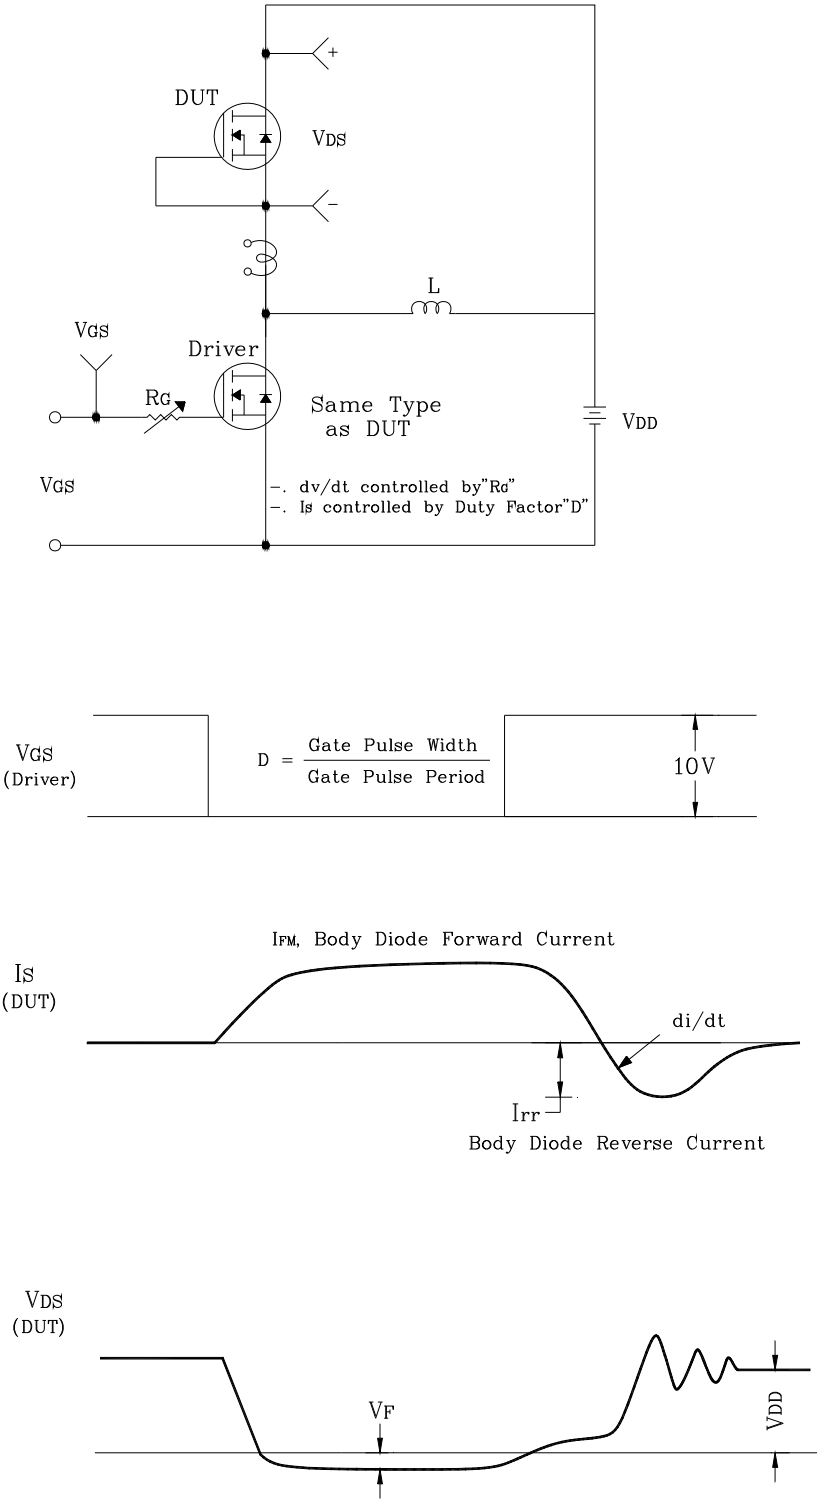 +
DUT
VDS
-
L
VGS
Driver
RG
Same Type
as DUT
VDD
VGS
-. dv/dt controlled by"RG"
-. Is controlled by Duty Factor"D"
VGS
(Driver)
D = Gate Pulse Width
Gate Pulse Period
10V
IFM, Body Diode Forward Current
IS
(DUT)
di/dt
Irr
Body Diode Reverse Current
VDS
(DUT)
VF
VDD